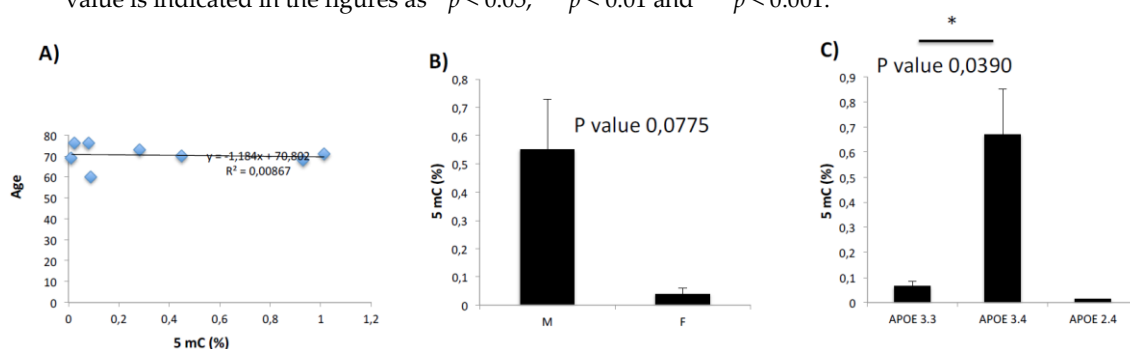 value is indicated in the figures as * p < 0.05, ** p < 0.01 and *** p < 0.001.
A)
80
70
60
50
40
30
20
10
0
Age
y = -1,184x + 70,802
R² = 0,00867
0 0,2 0,4 0,6 0,8 1 1,2
5 mC (%)
B)
P value 0,0775
0,8
0,7
0,6
0,5
0,4
0,3
0,2
0,1
0
5 mC (%)
M F
C)
*
P value 0,0390
0,9
0,8
0,7
0,6
0,5
0,4
0,3
0,2
0,1
0
5 mC (%)
APOE 3.3 APOE 3.4 APOE 2.4